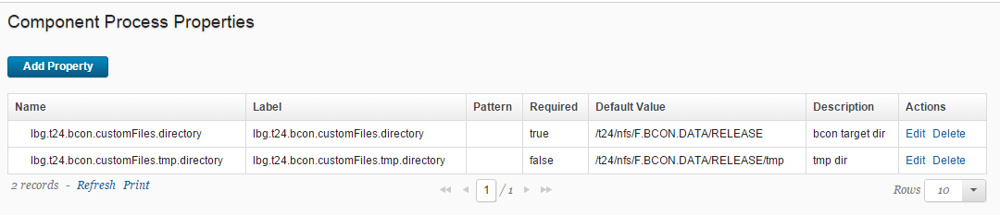 Component Process Properties
Add Property
Name Label Pattern Required Default Value Description Actions
lbg.t24.bcon.customFiles.directory lbg.t24.bcon.customFiles.directory true /t24/nfs/F.BCON.DATA/RELEASE bcon target dir Edit Delete
lbg.t24.bcon.customFiles.tmp.directory lbg.t24.bcon.customFiles.tmp.directory false /t24/nfs/F.BCON.DATA/RELEASE/tmp tmp dir Edit Delete
2 records - Refresh Print 1 / 1 Rows 10